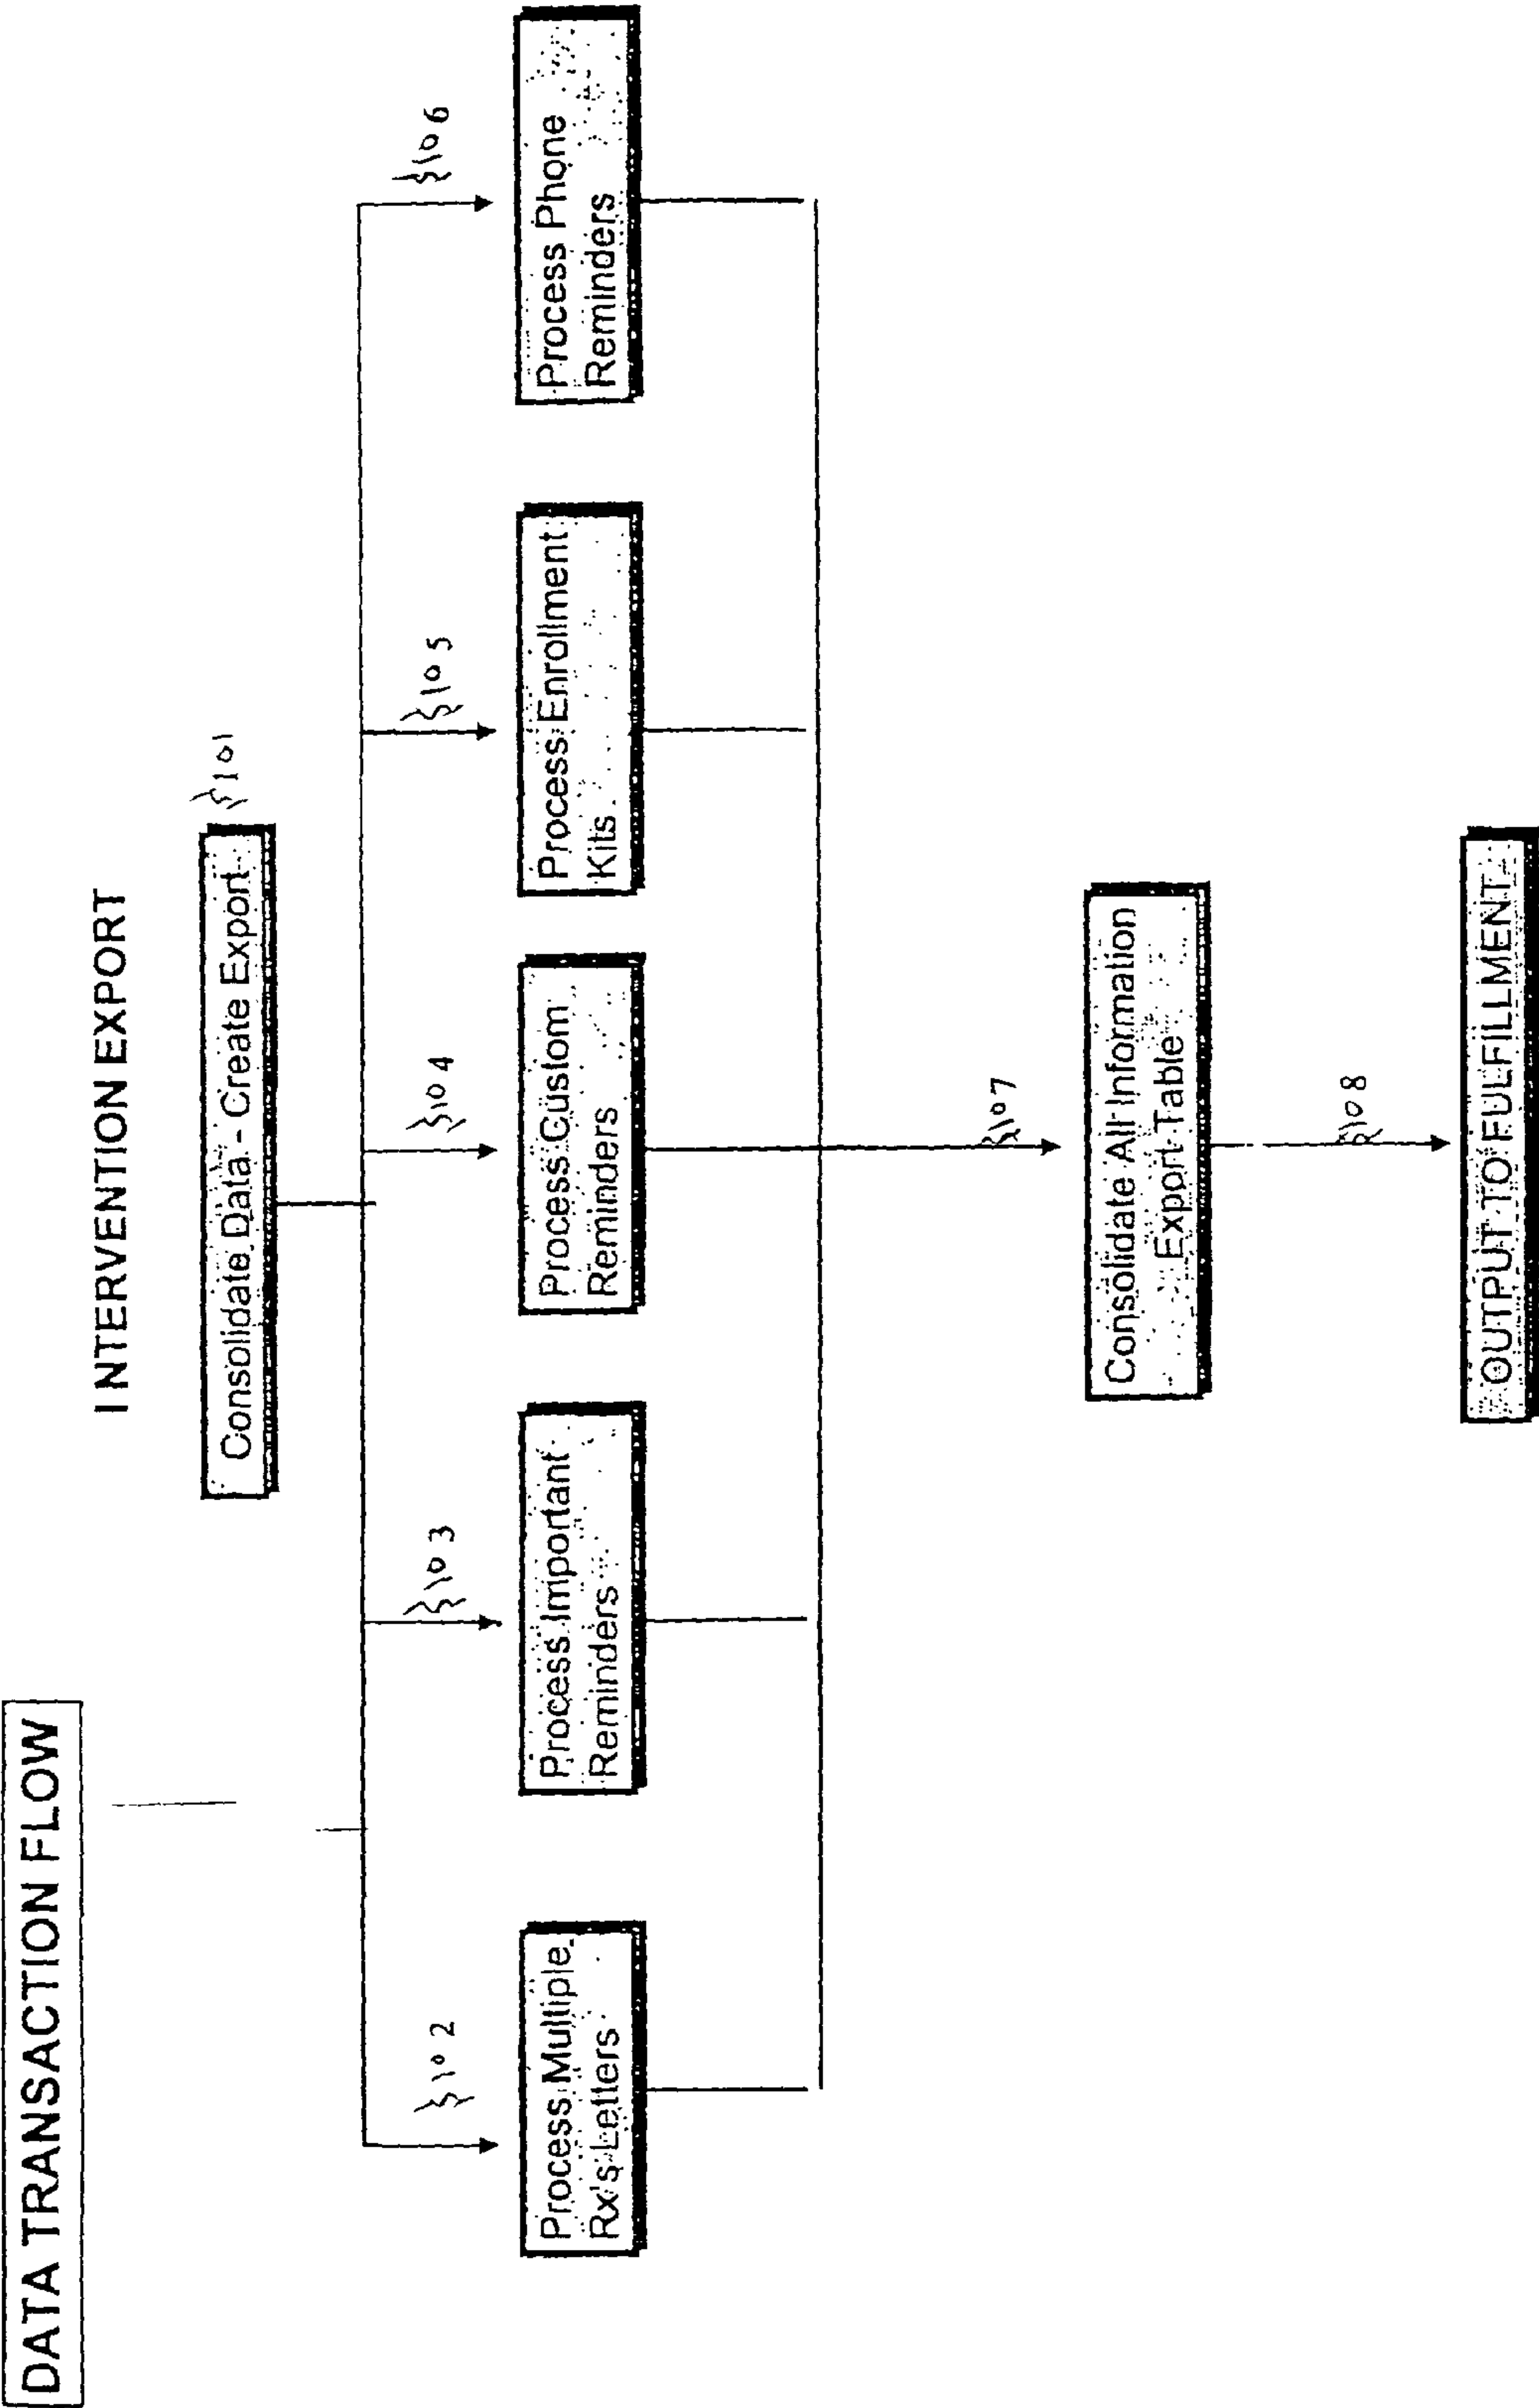 DATA TRANSACTION FLOW
INTERVENTION EXPORT
Consolidate Data - Create Export
101
102
103
104
105
106
Process Multiple
Rx's Letters
Process Important
Reminders
Process Custom
Reminders
Process Enrollment
Kits
Process Phone
Reminders
107
Consolidate All Information
Export Table
108
OUTPUT TO FULFILLMENT